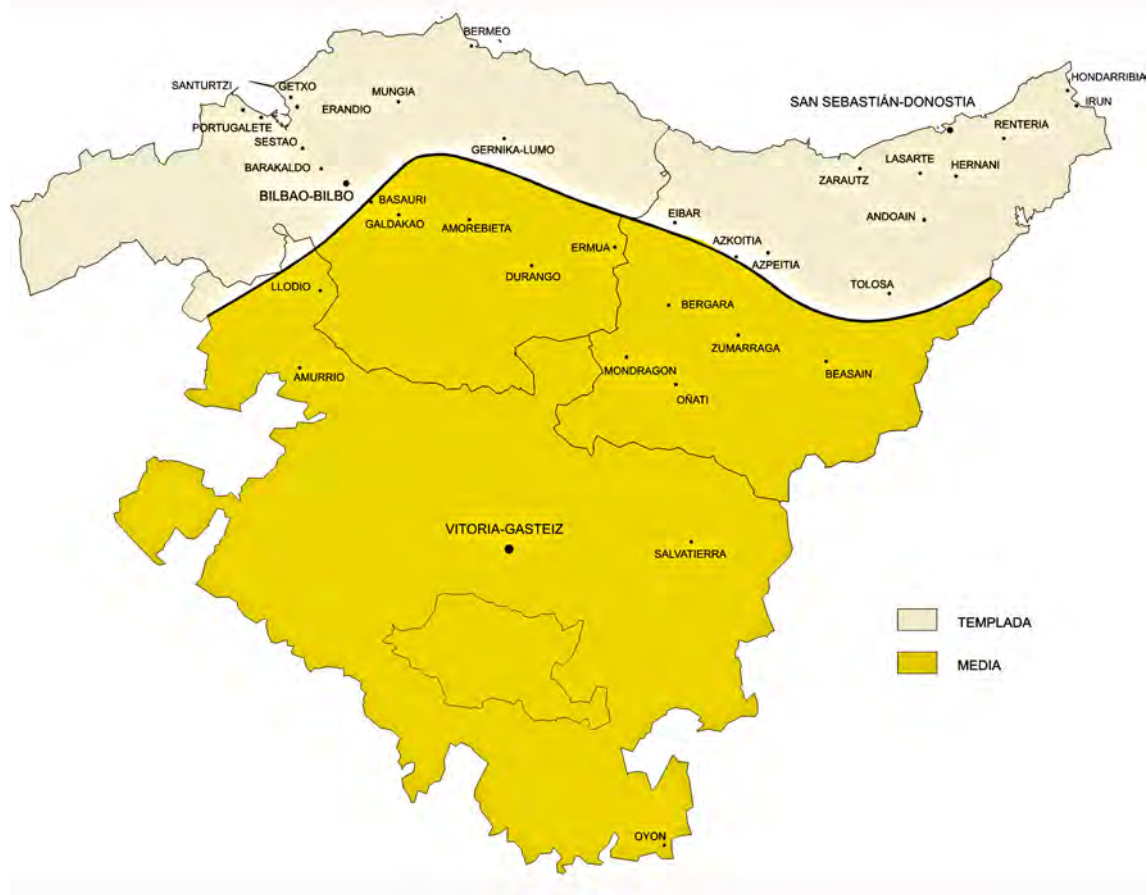 BERMEO
SANTURTZI
GETXO
MUNGIA
ERANDIO
PORTUGALETE
SESTAO
BARAKALDO
BILBAO-BILBO
GERNIKA-LUMO
HONDARRIBIA
SAN SEBASTIÁN-DONOSTIA
IRUN
RENTERIA
LASARTE
HERNANI
ZARAUTZ
ANDOAIN
BASAURI
GALDAKAO
AMOREBIETA
EIBAR
ERMUA
AZKOITIA
AZPEITIA
DURANGO
LLODIO
TOLOSA
BERGARA
ZUMARRAGA
MONDRAGON
BEASAIN
AMURRIO
OÑATI
VITORIA-GASTEIZ
SALVATIERRA
TEMPLADA
MEDIA
OYON